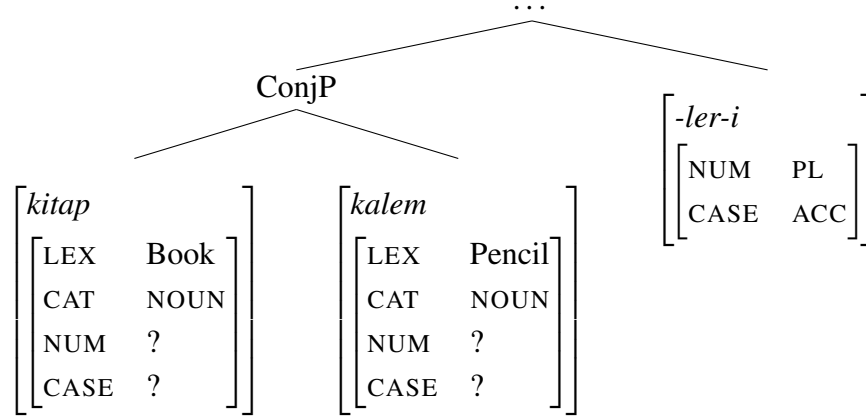 ...
ConjP
-ler-i
NUM PL
CASE ACC
kitap
LEX Book
CAT NOUN
NUM ?
CASE ?
kalem
LEX Pencil
CAT NOUN
NUM ?
CASE ?